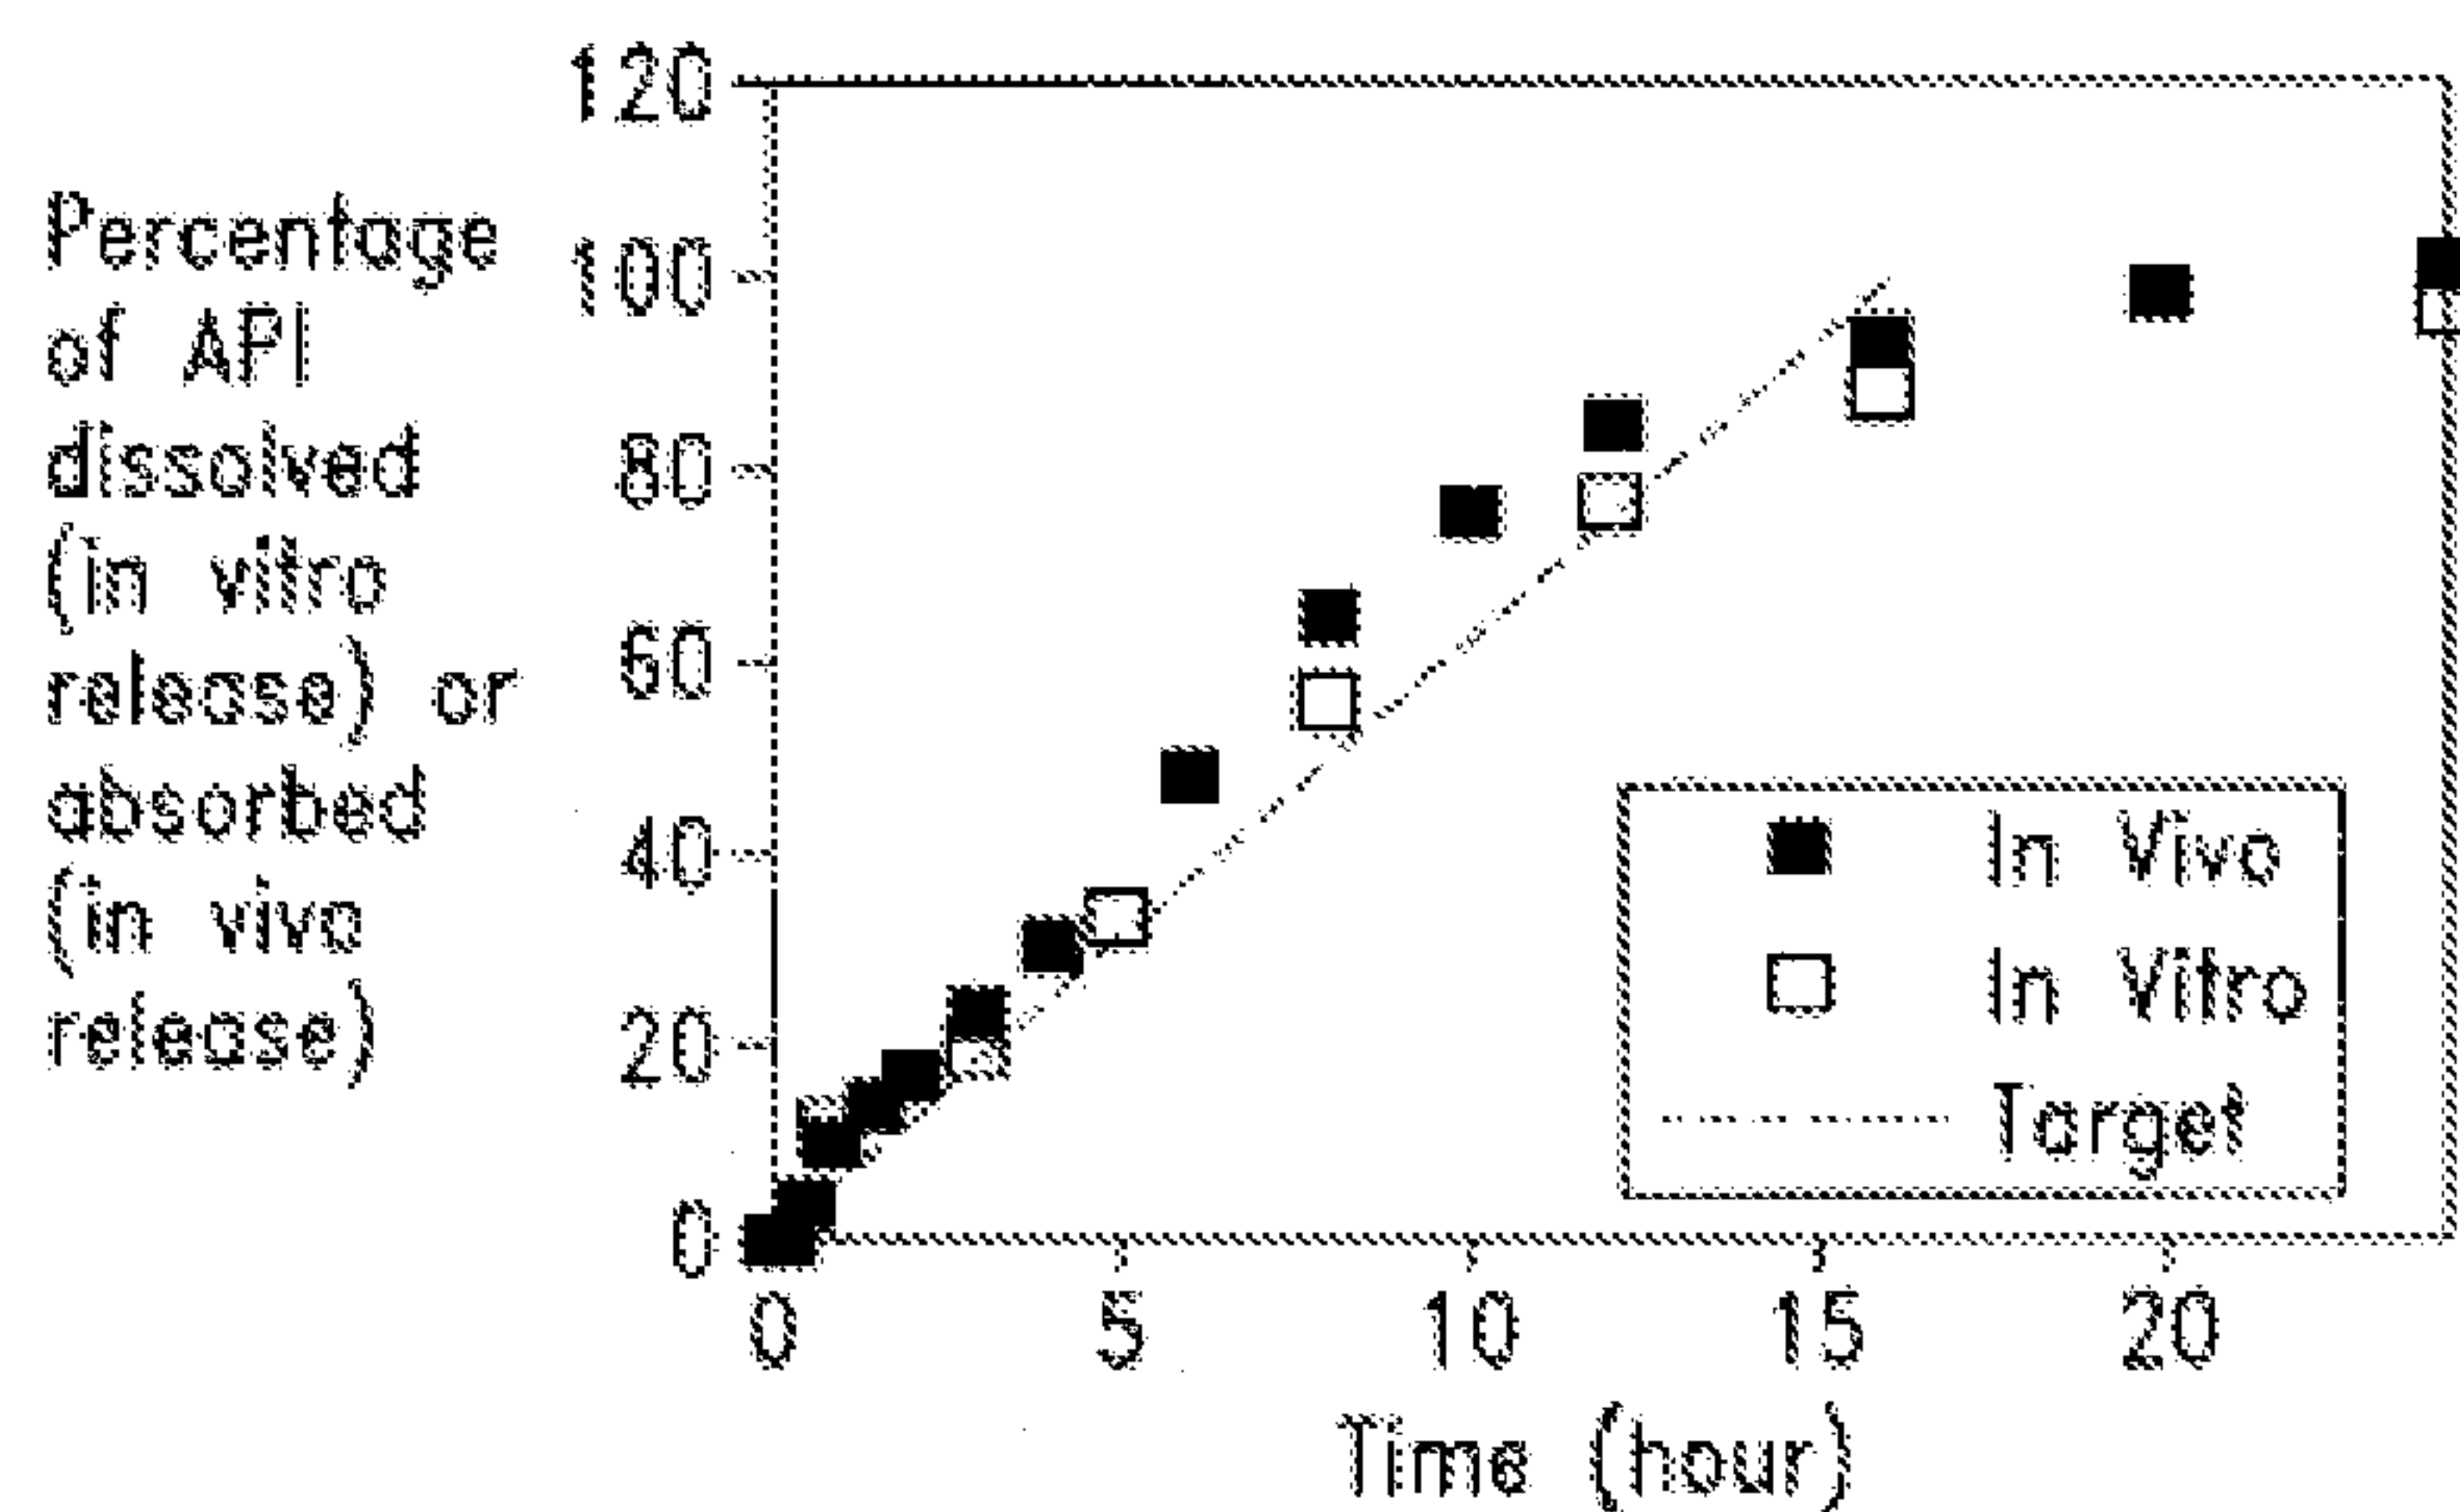 Percentage
of API
dissolved
(in vitro
release) or
absorbed
(in vivo
release)
120
100
80
60
40
20
0
0 5 10 15 20
Time (hour)
In Vivo
In Vitro
Target